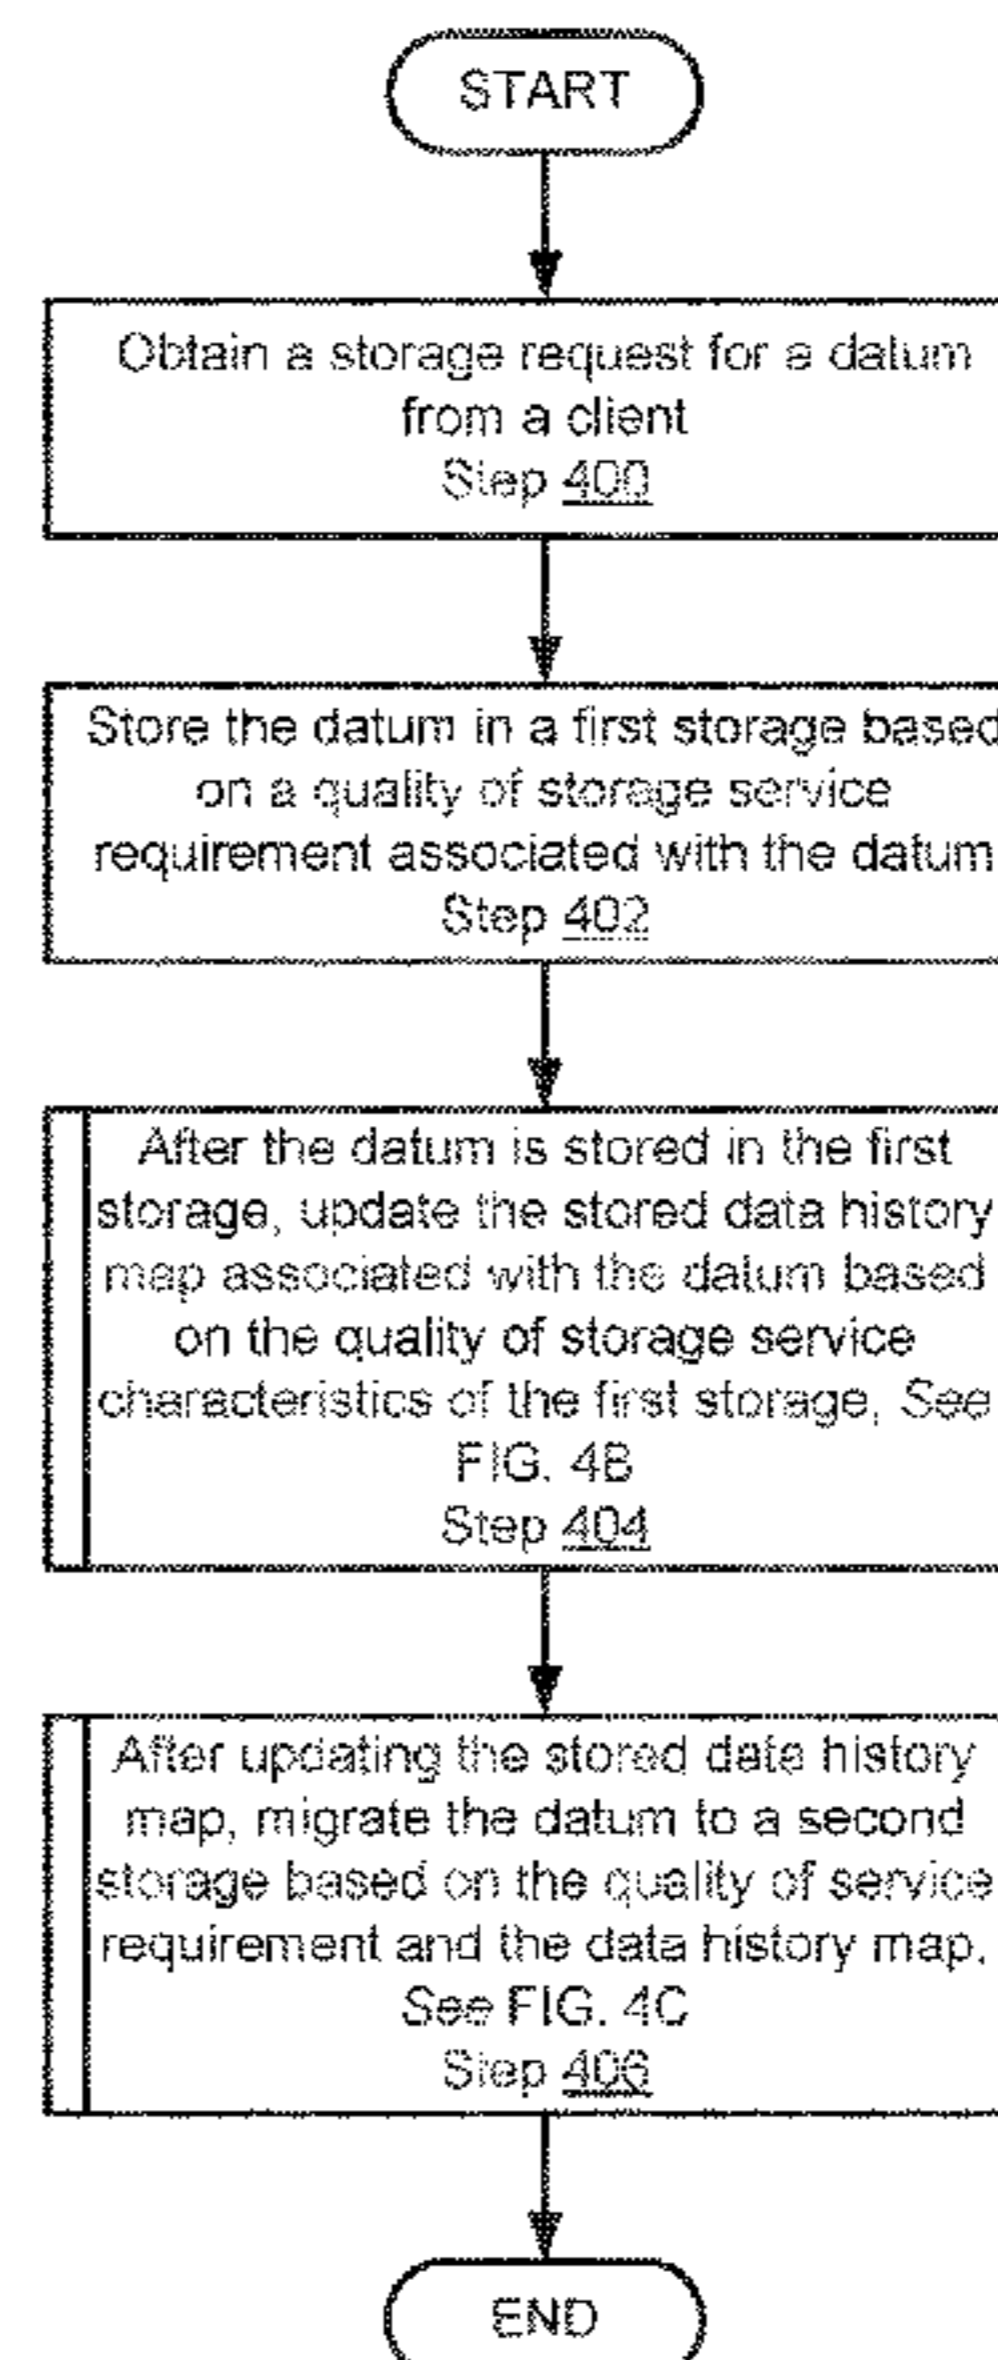 START
Obtain a storage request for a datum
from a client
Step 400
Store the datum in a first storage based
on a quality of storage service
requirement associated with the datum
Step 402
After the datum is stored in the first
storage, update the stored data history
map associated with the datum based
on the quality of storage service
characteristics of the first storage, See
FIG. 4B
Step 404
After updating the stored data history
map, migrate the datum to a second
storage based on the quality of service
requirement and the data history map.
See FIG. 4C
Step 406
END